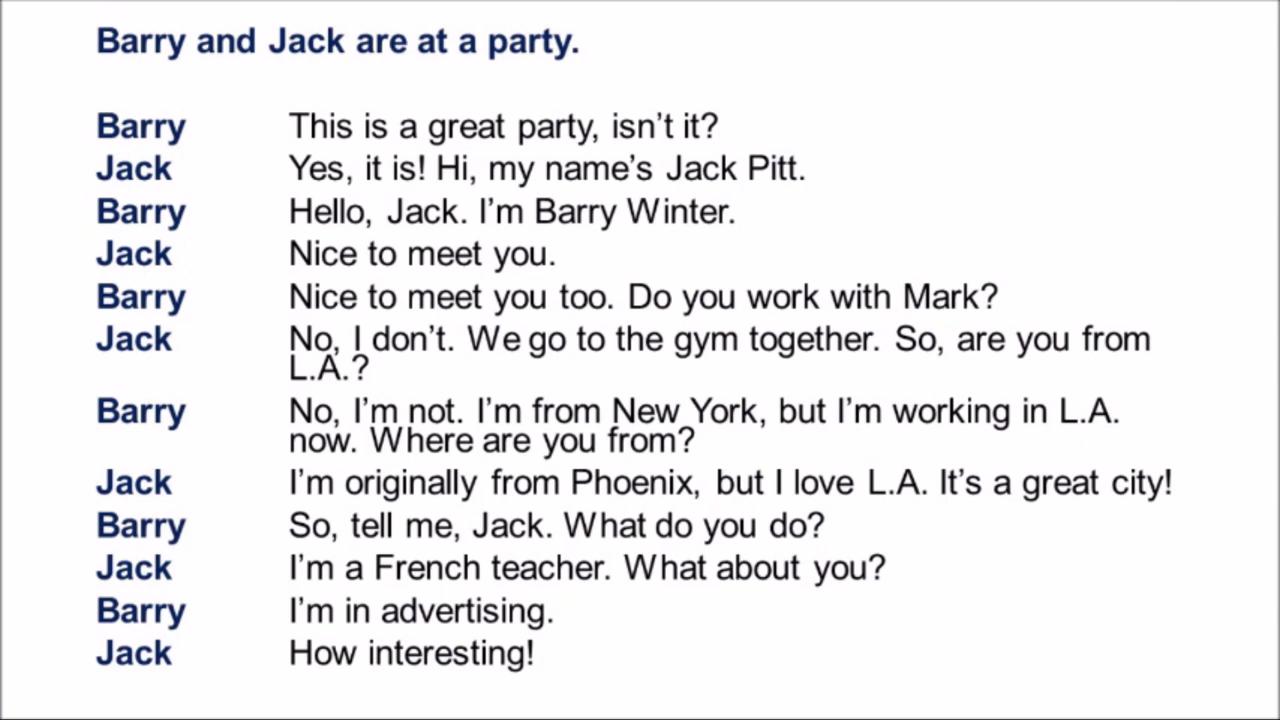 Barry and Jack are at a party.
Barry This is a great party, isn’t it?
Jack Yes, it is! Hi, my name’s Jack Pitt.
Barry Hello, Jack. I’m Barry Winter.
Jack Nice to meet you.
Barry Nice to meet you too. Do you work with Mark?
Jack No, I don’t. We go to the gym together. So, are you from
L.A.?
Barry No, I’m not. I’m from New York, but I’m working in L.A.
now. Where are you from?
Jack I’m originally from Phoenix, but I love L.A. It’s a great city!
Barry So, tell me, Jack. What do you do?
Jack I’m a French teacher. What about you?
Barry I’m in advertising.
Jack How interesting!